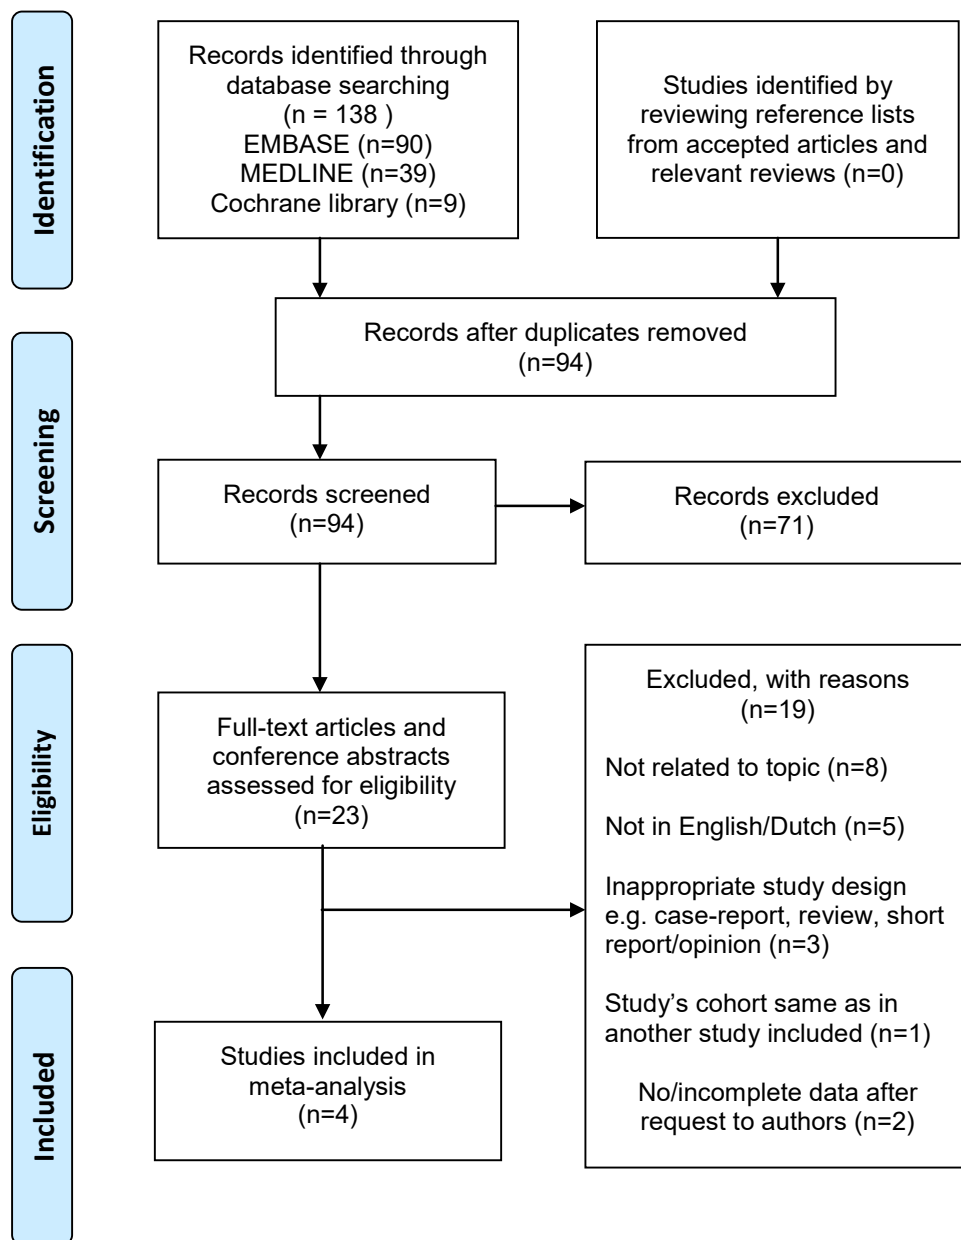 Identification
Records identified through
database searching
(n = 138 )
EMBASE (n=90)
MEDLINE (n=39)
Cochrane library (n=9)
Studies identified by
reviewing reference lists
from accepted articles and
relevant reviews (n=0)
Records after duplicates removed
(n=94)
Screening
Records screened
(n=94)
Records excluded
(n=71)
Eligibility
Full-text articles and
conference abstracts
assessed for eligibility
(n=23)
Excluded, with reasons
(n=19)
Not related to topic (n=8)
Not in English/Dutch (n=5)
Inappropriate study design
e.g. case-report, review, short
report/opinion (n=3)
Study’s cohort same as in
another study included (n=1)
No/incomplete data after
request to authors (n=2)
Included
Studies included in
meta-analysis
(n=4)